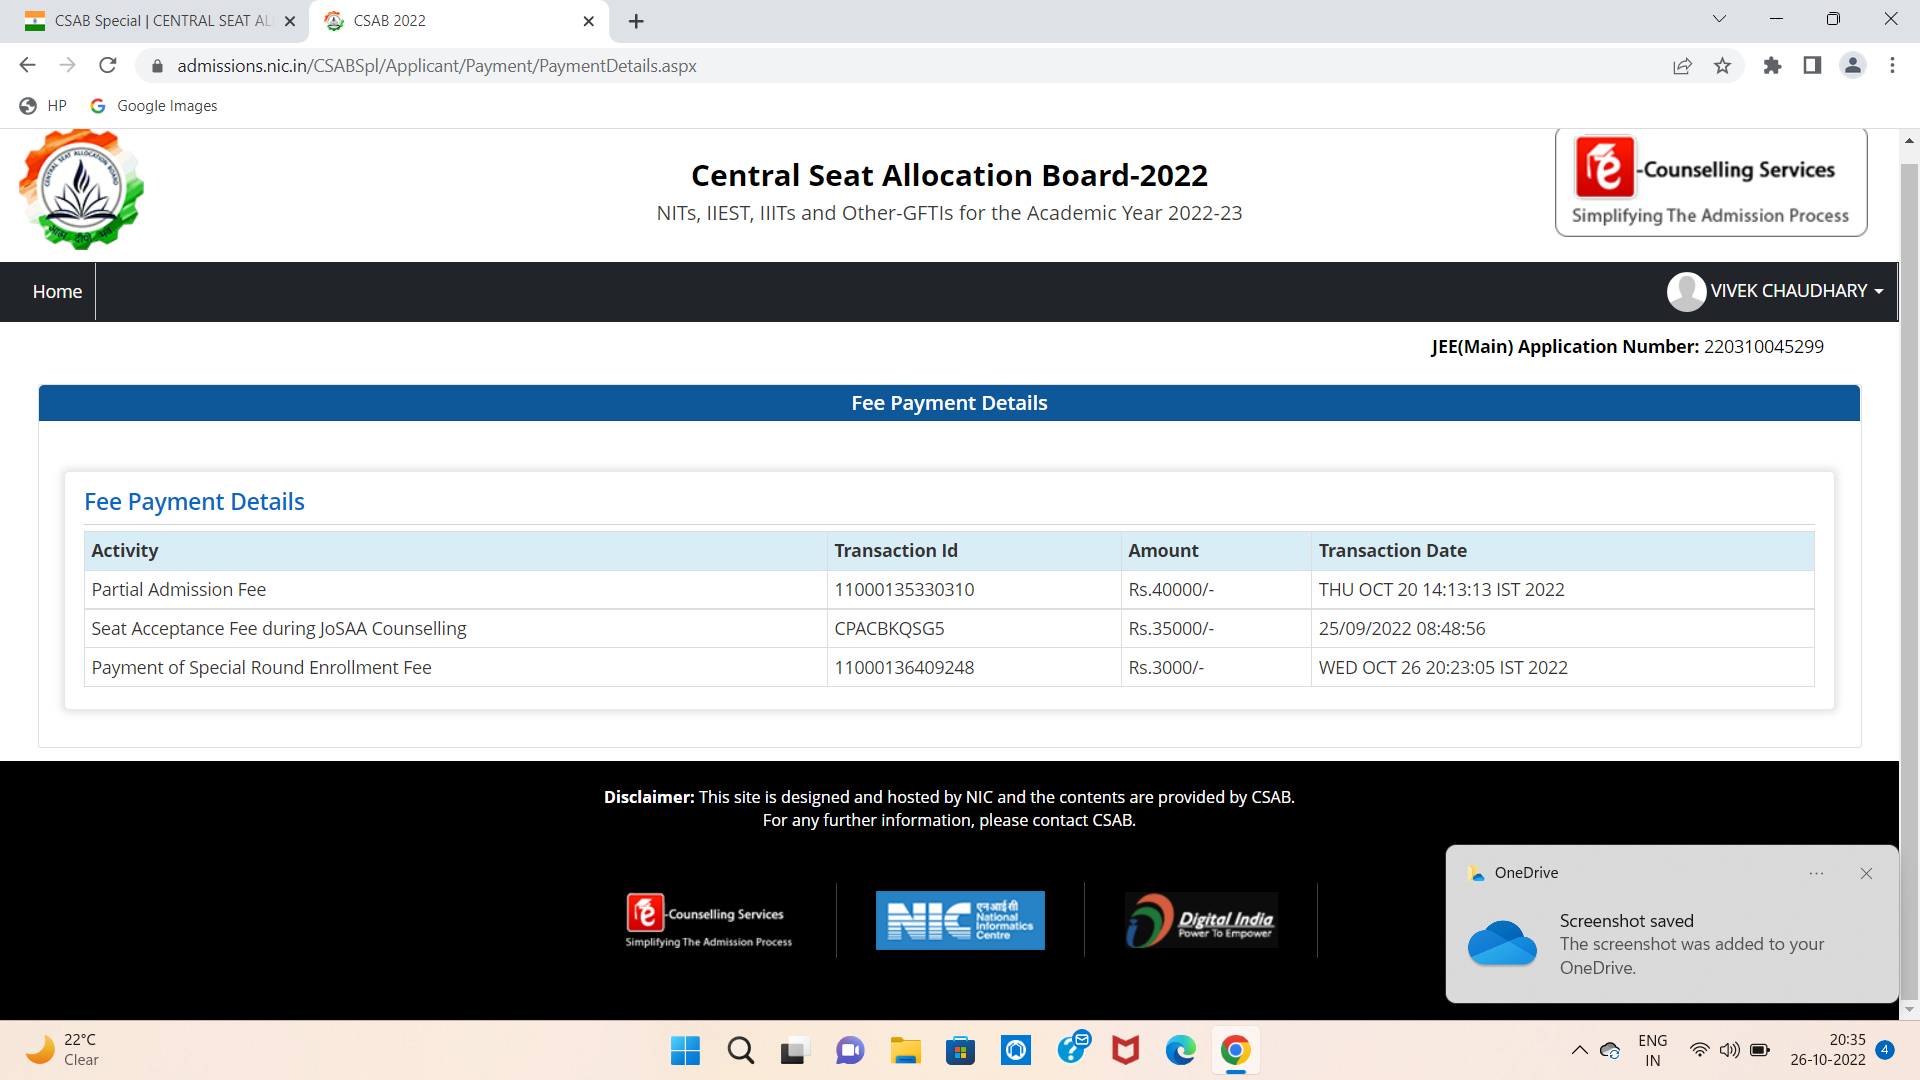 CSAB Special | CENTRAL SEAT AL
CSAB 2022
admissions.nic.in/CSABSpl/Applicant/Payment/PaymentDetails.aspx
HP
Google Images
CENTRAL SEAT ALLOCATION BOARD
Central Seat Allocation Board-2022
NITs, IIEST, IIITs and Other-GFTIs for the Academic Year 2022-23
e-Counselling Services
Simplifying The Admission Process
Home
VIVEK CHAUDHARY
JEE(Main) Application Number: 220310045299
Fee Payment Details
Fee Payment Details
Activity Transaction Id Amount Transaction Date
Partial Admission Fee 11000135330310 Rs.40000/- THU OCT 20 14:13:13 IST 2022
Seat Acceptance Fee during JoSAA Counselling CPACBKQSG5 Rs.35000/- 25/09/2022 08:48:56
Payment of Special Round Enrollment Fee 11000136409248 Rs.3000/- WED OCT 26 20:23:05 IST 2022
Disclaimer: This site is designed and hosted by NIC and the contents are provided by CSAB.
For any further information, please contact CSAB.
e-Counselling Services
Simplifying The Admission Process
NIC एनआईसी
National
Informatics
Centre
Digital India
Power To Empower
OneDrive
Screenshot saved
The screenshot was added to your
OneDrive.
22°C
Clear
ENG
IN
20:35
26-10-2022
4